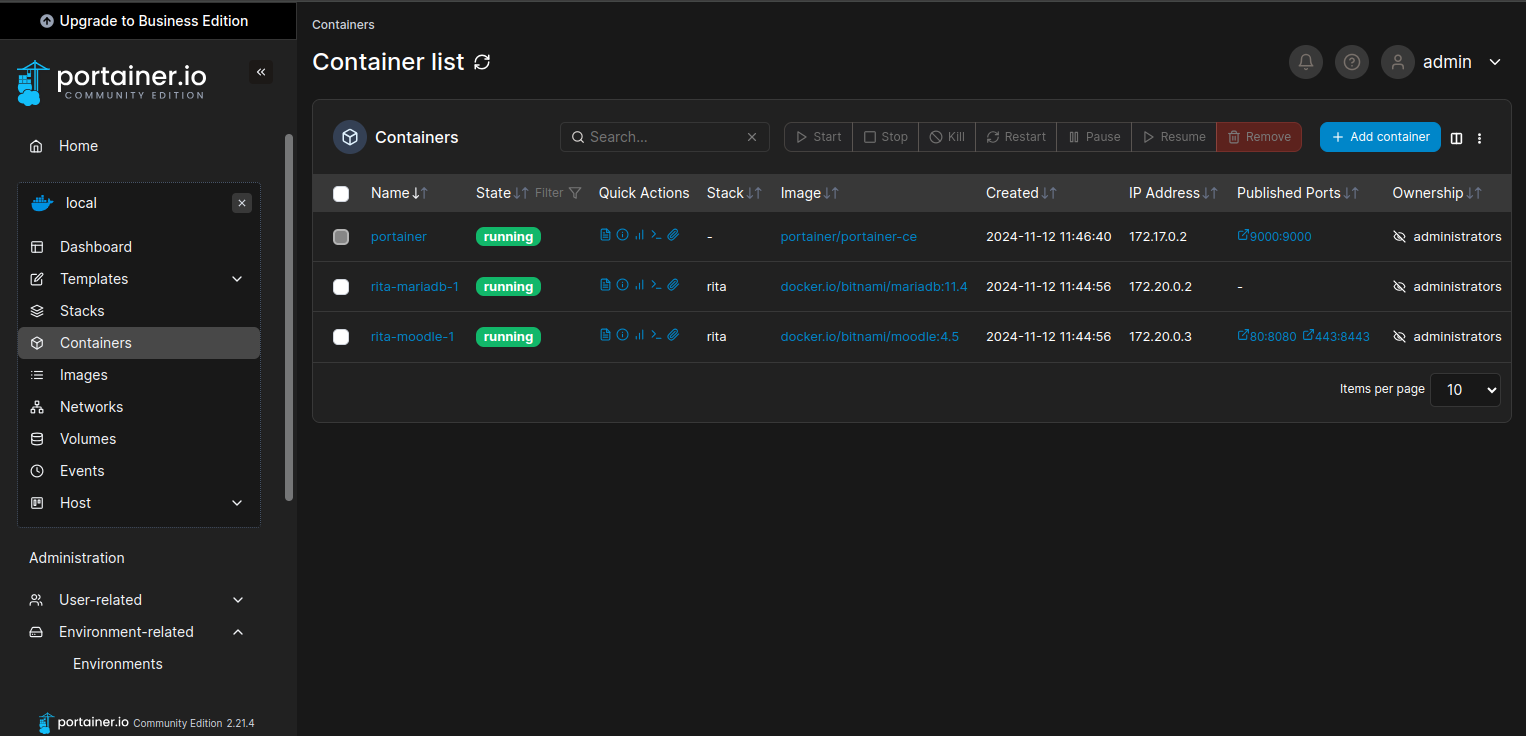 Upgrade to Business Edition
portainer.io
COMMUNITY EDITION
Home
local
Dashboard
Templates
Stacks
Containers
Images
Networks
Volumes
Events
Host
Administration
User-related
Environment-related
Environments
portainer.io Community Edition 2.21.4
Containers
Container list
admin
Containers
Search...
Start Stop Kill Restart Pause Resume Remove
Add container
Name State Filter Quick Actions Stack Image Created IP Address Published Ports Ownership
portainer running - portainer/portainer-ce 2024-11-12 11:46:40 172.17.0.2 9000:9000 administrators
rita-mariadb-1 running rita docker.io/bitnami/mariadb:11.4 2024-11-12 11:44:56 172.20.0.2 - administrators
rita-moodle-1 running rita docker.io/bitnami/moodle:4.5 2024-11-12 11:44:56 172.20.0.3 80:8080 443:8443 administrators
Items per page 10